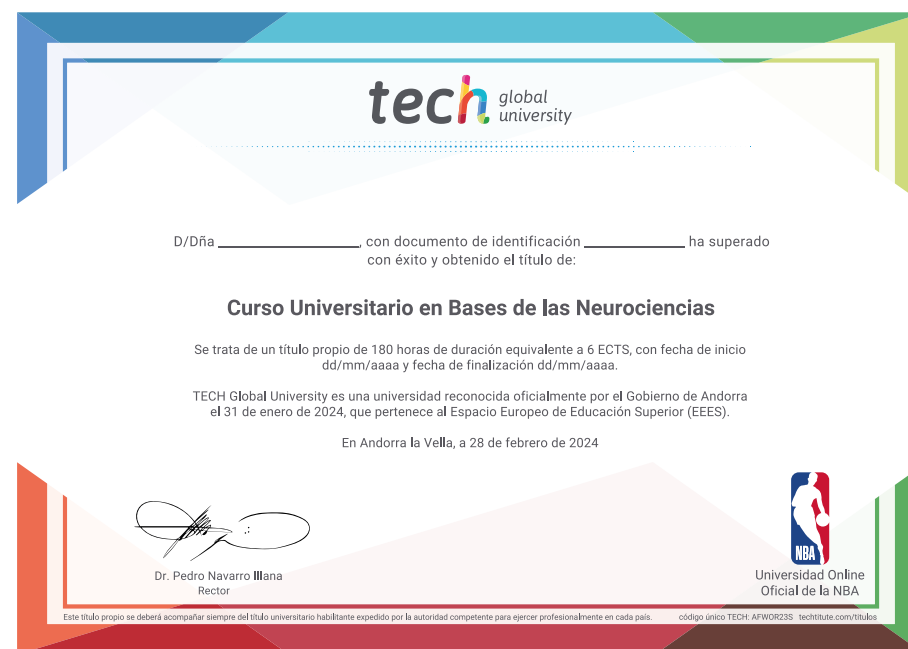 tech global university
D/Dña ____________________, con documento de identificación ______________ ha superado
con éxito y obtenido el título de:
Curso Universitario en Bases de las Neurociencias
Se trata de un título propio de 180 horas de duración equivalente a 6 ECTS, con fecha de inicio
dd/mm/aaaa y fecha de finalización dd/mm/aaaa.
TECH Global University es una universidad reconocida oficialmente por el Gobierno de Andorra
el 31 de enero de 2024, que pertenece al Espacio Europeo de Educación Superior (EEES).
En Andorra la Vella, a 28 de febrero de 2024
NBA
Dr. Pedro Navarro Illana
Rector
Universidad Online
Oficial de la NBA
Este título propio se deberá acompañar siempre del título universitario habilitante expedido por la autoridad competente para ejercer profesionalmente en cada país.
código único TECH: AFWOR23S techtitute.com/titulos